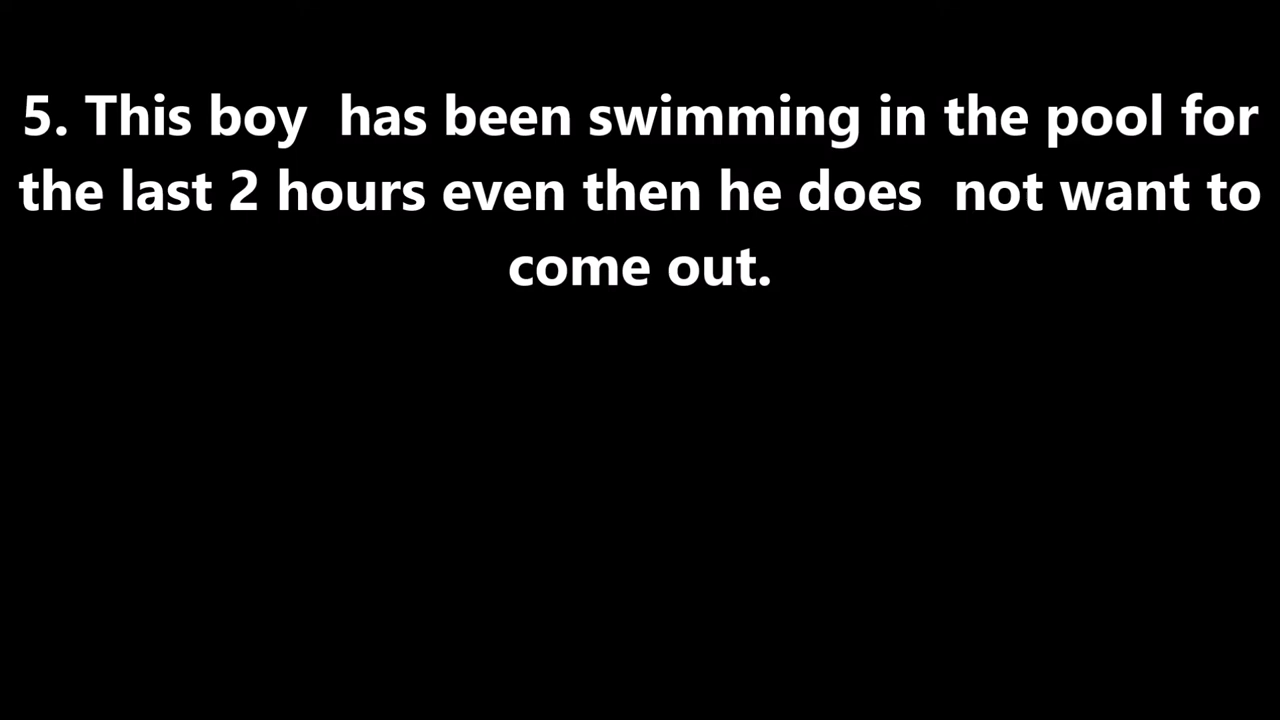 5. This boy  has been swimming in the pool for
the last 2 hours even then he does  not want to
come out.